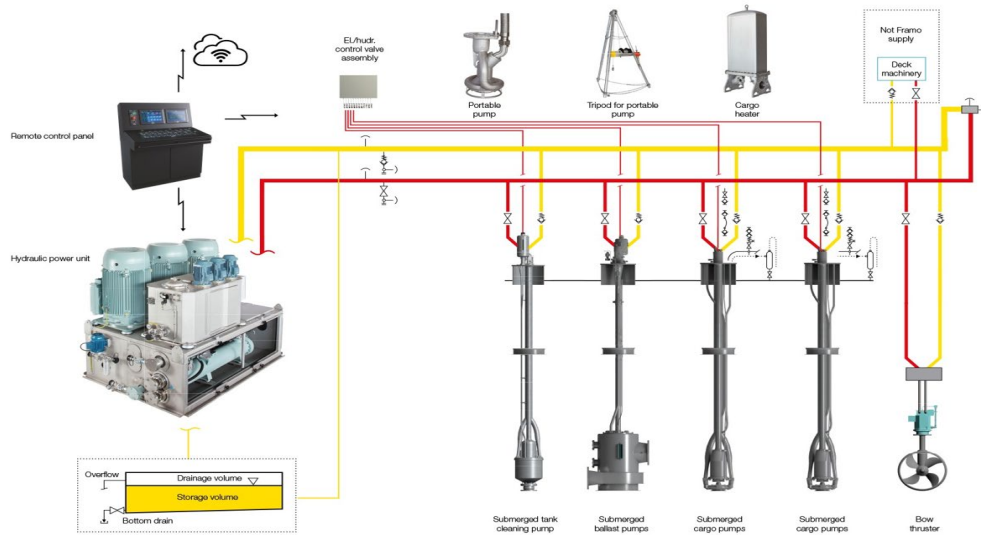 EL/hudr.
control valve
assembly
Portable
pump
Tripod for portable
pump
Cargo
heater
Not Framo
supply
Deck
machinery
Remote control panel
Hydraulic power unit
Overflow
Drainage volume
Storage volume
Bottom drain
Submerged tank
cleaning pump
Submerged
ballast pumps
Submerged
cargo pumps
Submerged
cargo pumps
Bow
thruster